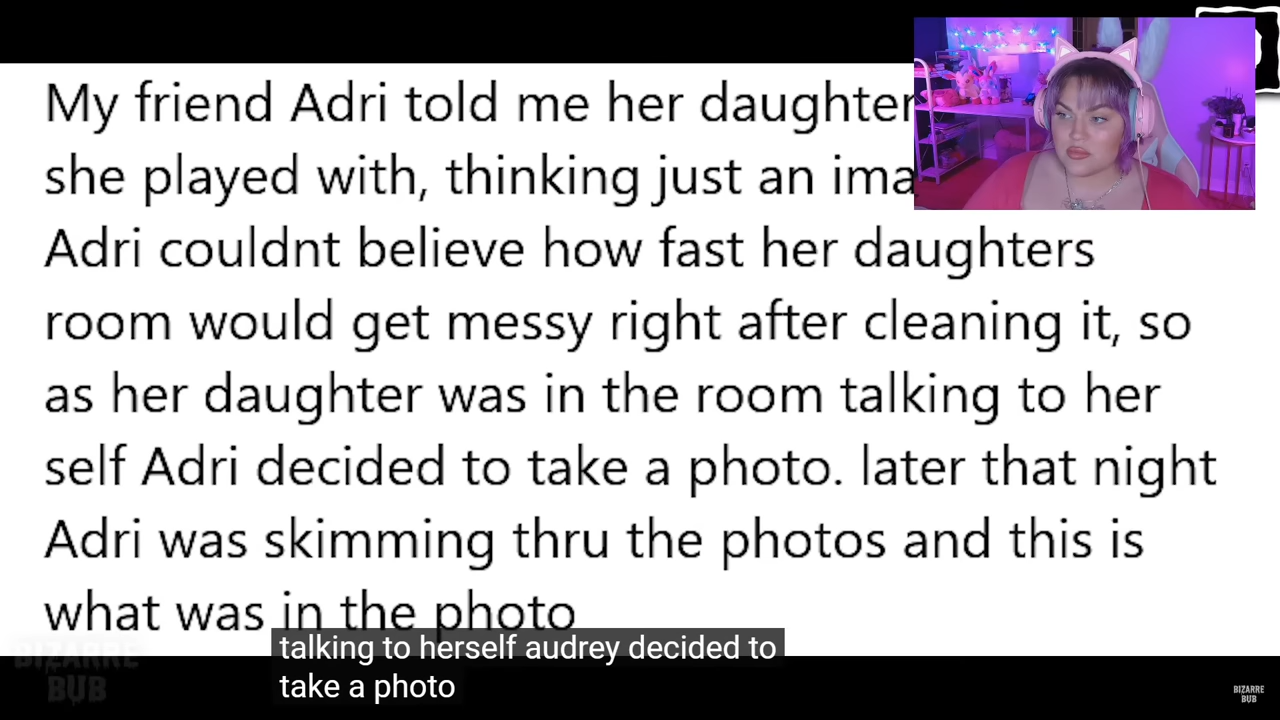 My friend Adri told me her daughter
she played with, thinking just an
Adri couldnt believe how fast her daughters
room would get messy right after cleaning it, so
as her daughter was in the room talking to her
self Adri decided to take a photo. later that night
Adri was skimming thru the photos and this is
what was in the photo
talking to herself audrey decided to
take a photo
BIZARRE
BUB
BIZARRE
BUB